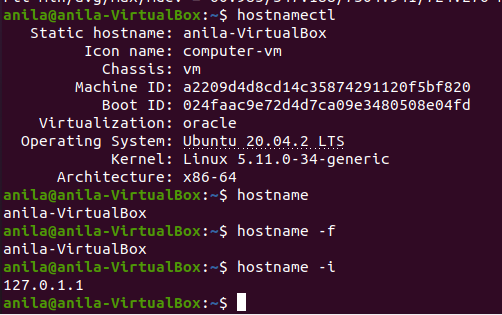 anila@anila-VirtualBox:~$ hostnamectl
Static hostname: anila-VirtualBox
Icon name: computer-vm
Chassis: vm
Machine ID: a2209d4d8cd14c35874291120f5bf820
Boot ID: 024faac9e72d4d7ca09e3480508e04fd
Virtualization: oracle
Operating System: Ubuntu 20.04.2 LTS
Kernel: Linux 5.11.0-34-generic
Architecture: x86-64
anila@anila-VirtualBox:~$ hostname
anila-VirtualBox
anila@anila-VirtualBox:~$ hostname -f
anila-VirtualBox
anila@anila-VirtualBox:~$ hostname -i
127.0.1.1
anila@anila-VirtualBox:~$